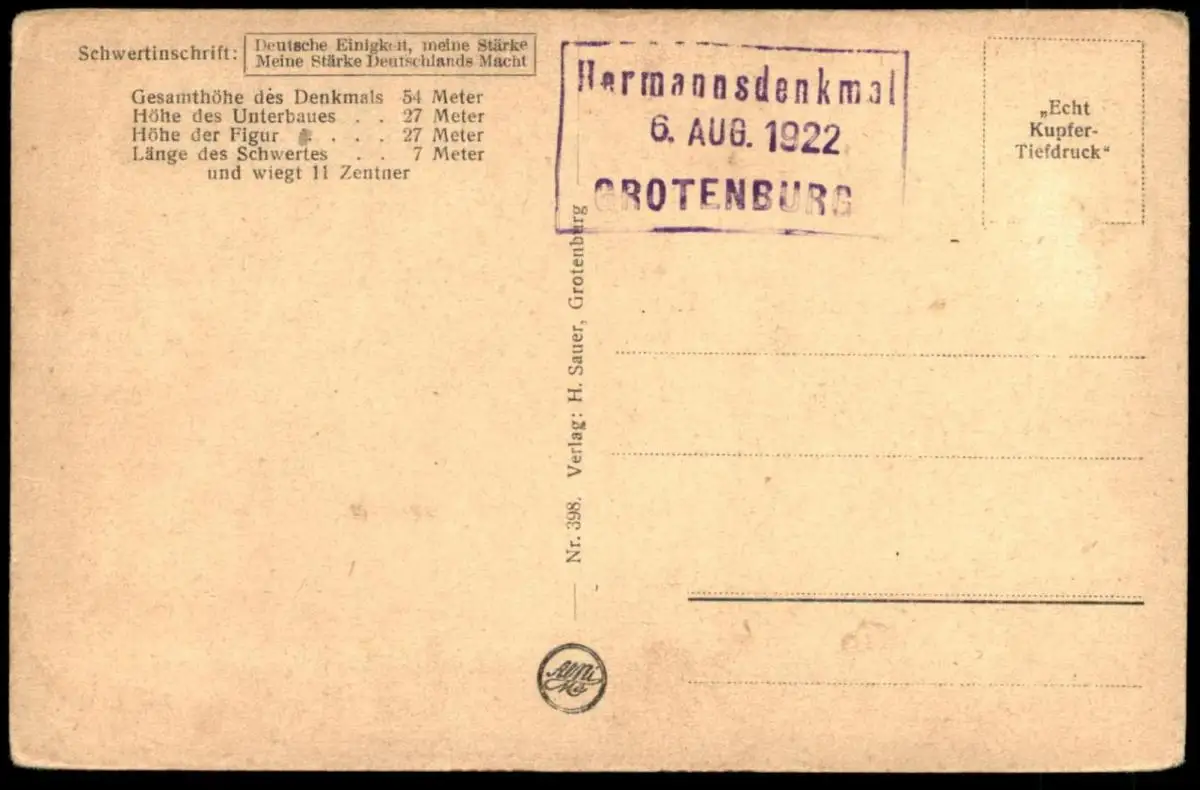 Schwertinschrift:
Deutsche Einigkeit, meine Stärke
Meine Stärke Deutschlands Macht
Gesamthöhe des Denkmals 54 Meter
Höhe des Unterbaues . . 27 Meter
Höhe der Figur . . . . 27 Meter
Länge des Schwertes . . 7 Meter
und wiegt 11 Zentner
Hermannsdenkmal
6. AUG. 1922
GROTENBURG
„Echt
Kupfer-
Tiefdruck“
Nr. 398. Verlag: H. Sauer, Grotenburg